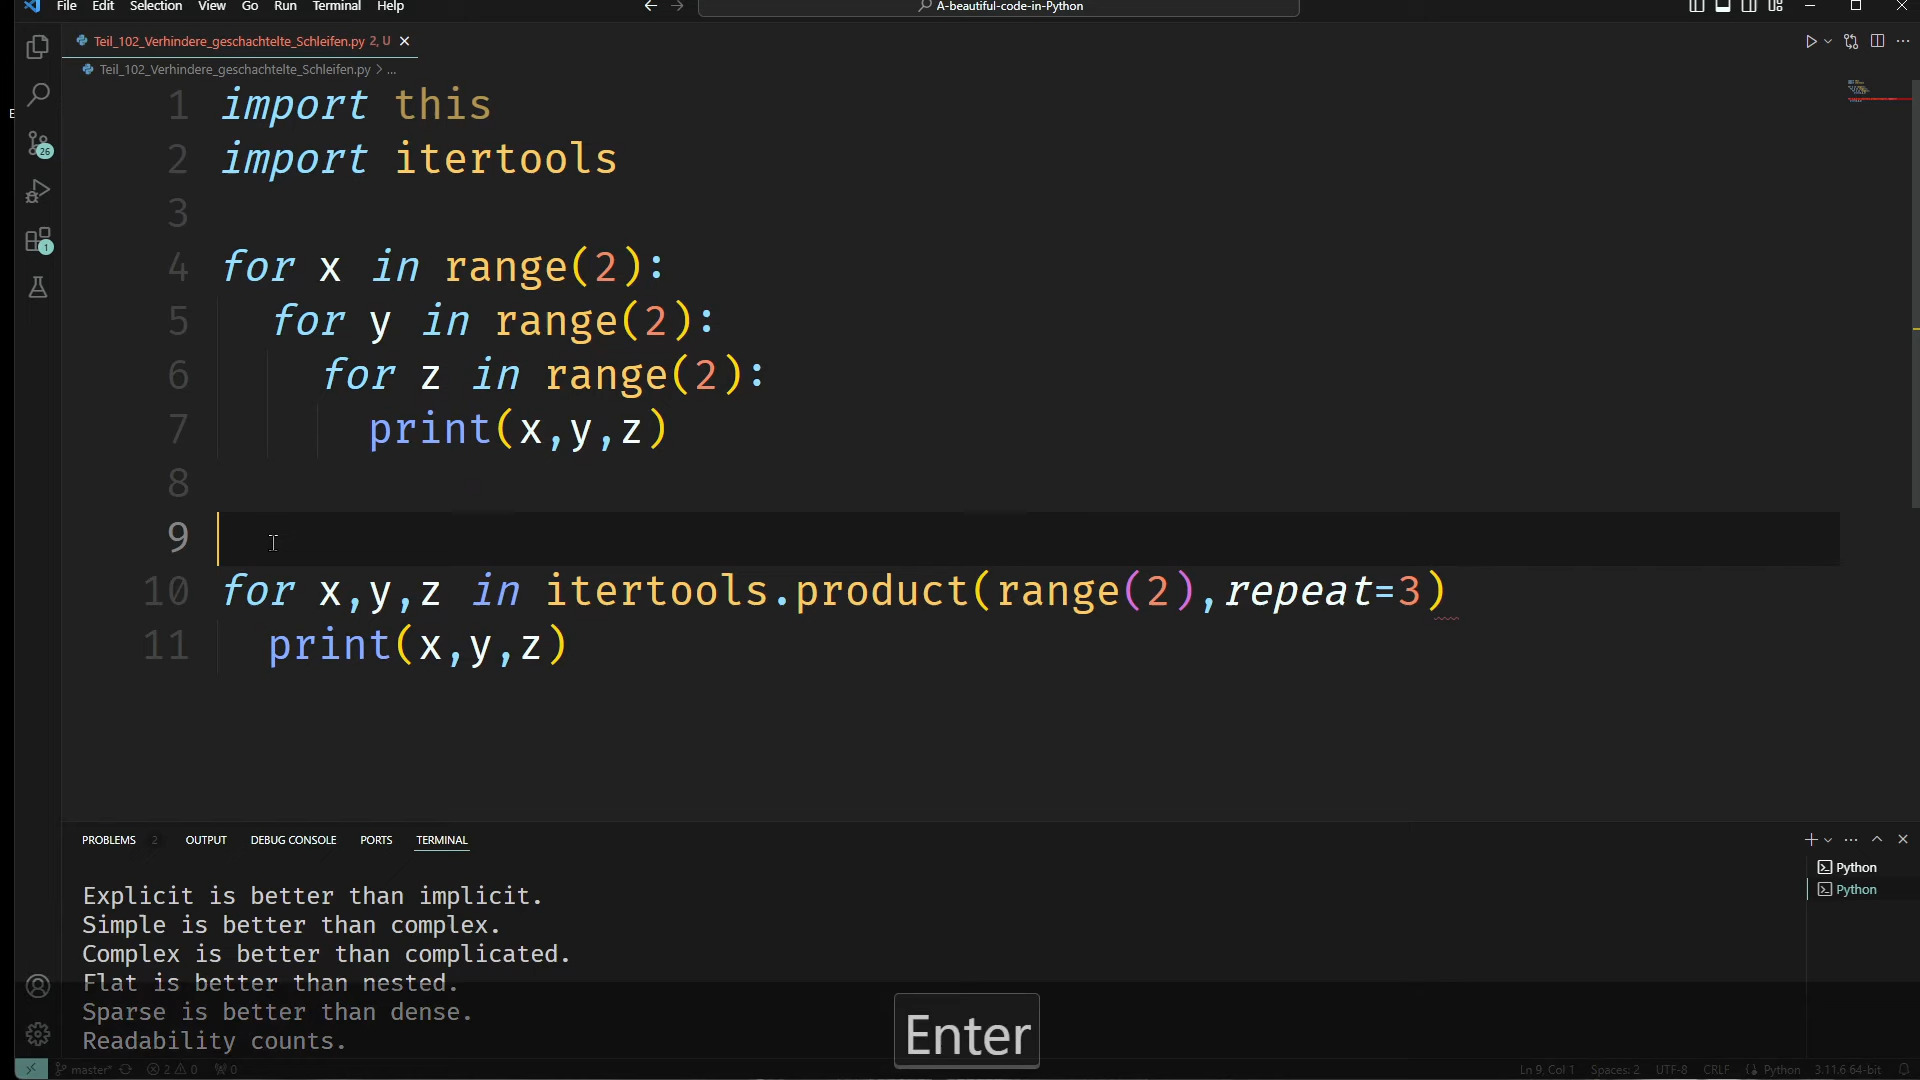 File Edit Selection View Go Run Terminal Help
A-beautiful-code-in-Python
Teil_102_Verhindere_geschachtelte_Schleifen.py 2, U
Teil_102_Verhindere_geschachtelte_Schleifen.py > ...
1 import this
2 import itertools
3
4 for x in range(2):
5 for y in range(2):
6 for z in range(2):
7 print(x,y,z)
8
9
10 for x,y,z in itertools.product(range(2),repeat=3)
11 print(x,y,z)
26
1
PROBLEMS 2 OUTPUT DEBUG CONSOLE PORTS TERMINAL
Python
Python
Explicit is better than implicit.
Simple is better than complex.
Complex is better than complicated.
Flat is better than nested.
Sparse is better than dense.
Readability counts.
Enter
master* 2 0 0 Ln 9, Col 1 Spaces: 2 UTF-8 CRLF Python 3.11.6 64-bit